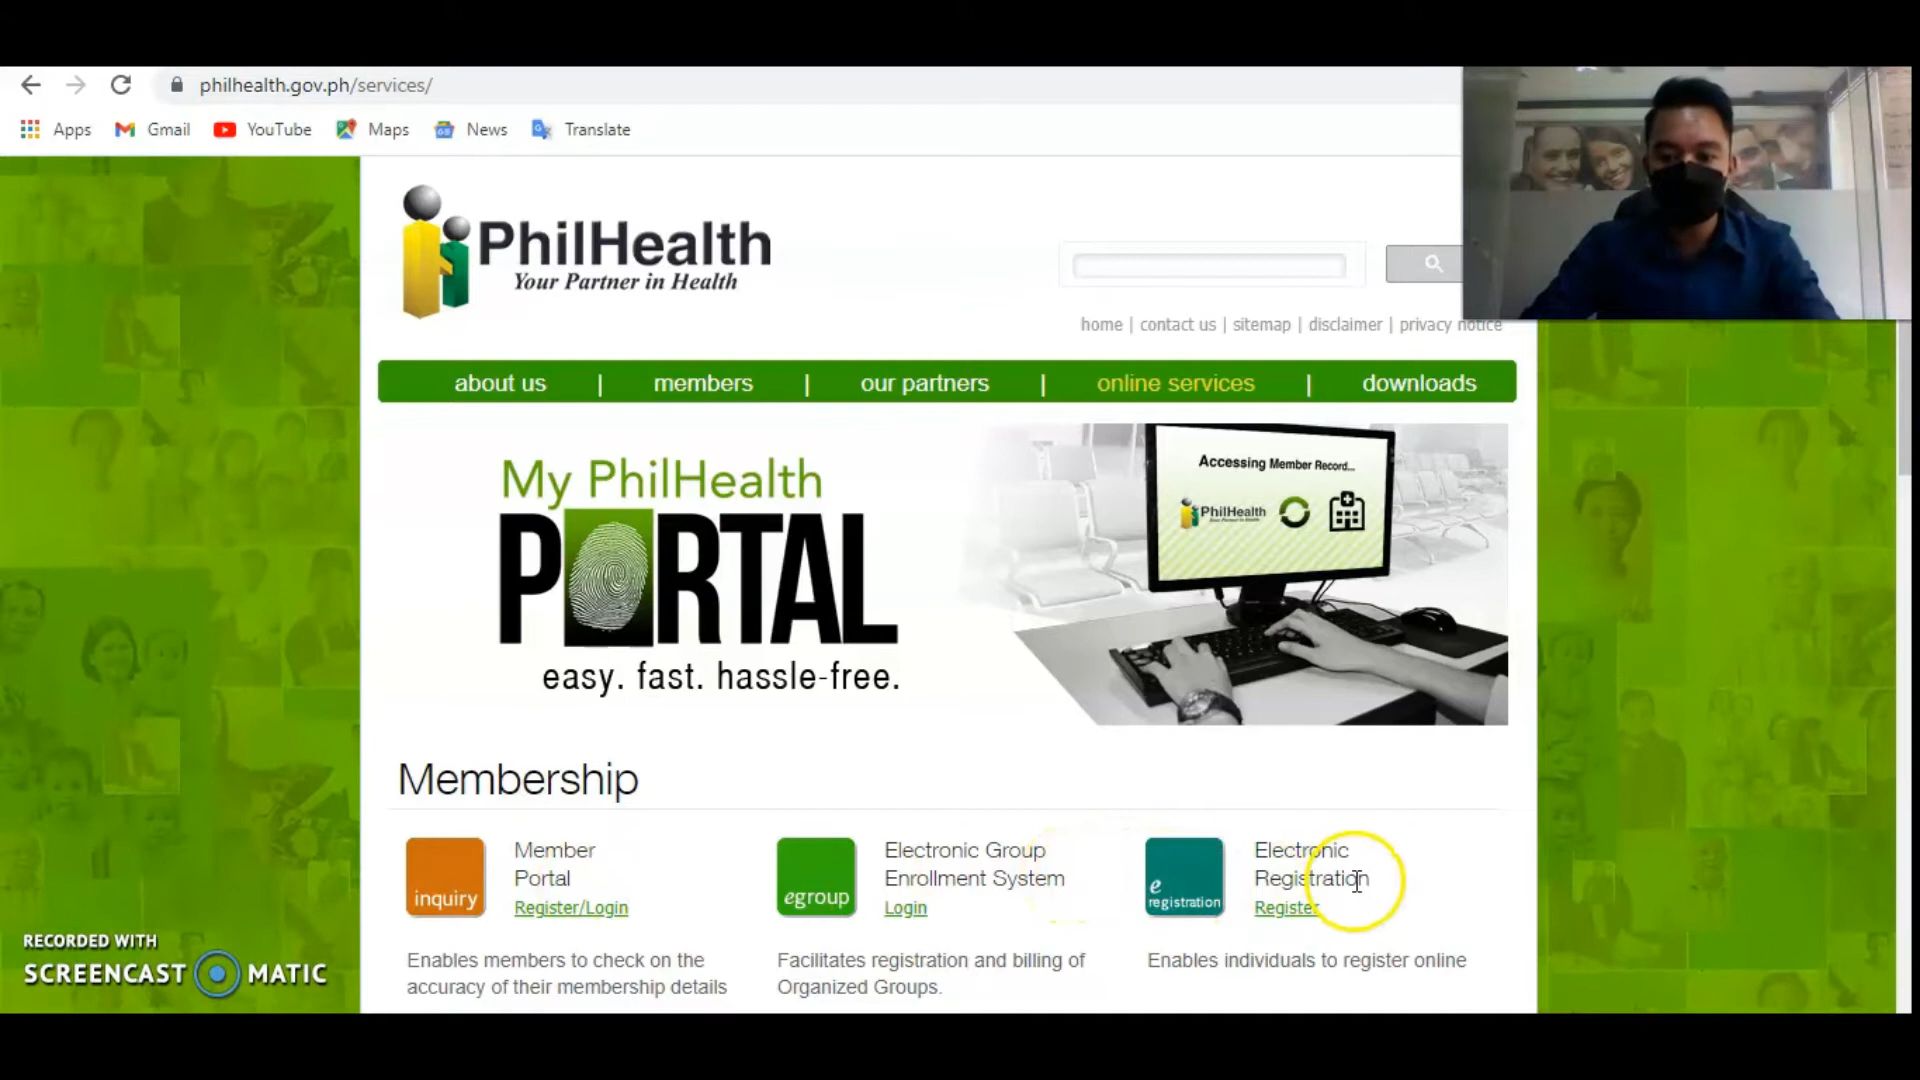 philhealth.gov.ph/services/
Apps Gmail YouTube Maps News Translate
PhilHealth
Your Partner in Health
home | contact us | sitemap | disclaimer | privacy notice
about us | members | our partners | online services | downloads
My PhilHealth
PORTAL
easy. fast. hassle-free.
Accessing Member Record...
PhilHealth
Your Partner in Health
Membership
inquiry
Member
Portal
Register/Login
Enables members to check on the
accuracy of their membership details
egroup
Electronic Group
Enrollment System
Login
Facilitates registration and billing of
Organized Groups.
e
registration
Electronic
Registration
Register
Enables individuals to register online
RECORDED WITH
SCREENCAST MATIC